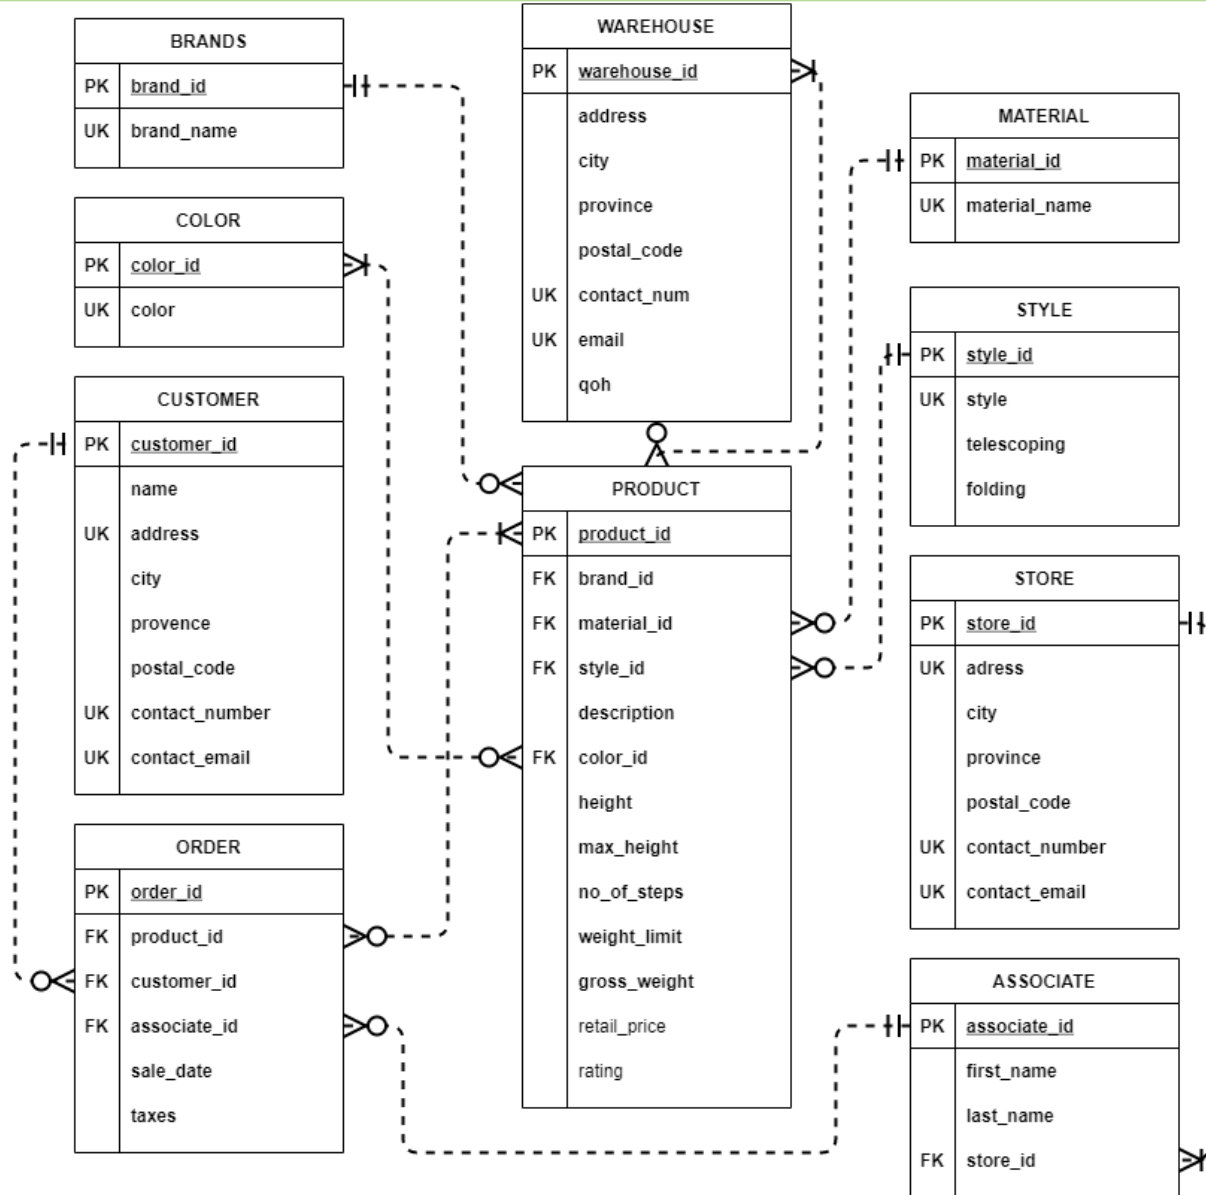 BRANDS
PK brand_id
UK brand_name
COLOR
PK color_id
UK color
CUSTOMER
PK customer_id
name
UK address
city
provence
postal_code
UK contact_number
UK contact_email
ORDER
PK order_id
FK product_id
FK customer_id
FK associate_id
sale_date
taxes
WAREHOUSE
PK warehouse_id
address
city
province
postal_code
UK contact_num
UK email
qoh
PRODUCT
PK product_id
FK brand_id
FK material_id
FK style_id
description
FK color_id
height
max_height
no_of_steps
weight_limit
gross_weight
retail_price
rating
MATERIAL
PK material_id
UK material_name
STYLE
PK style_id
UK style
telescoping
folding
STORE
PK store_id
UK adress
city
province
postal_code
UK contact_number
UK contact_email
ASSOCIATE
PK associate_id
first_name
last_name
FK store_id